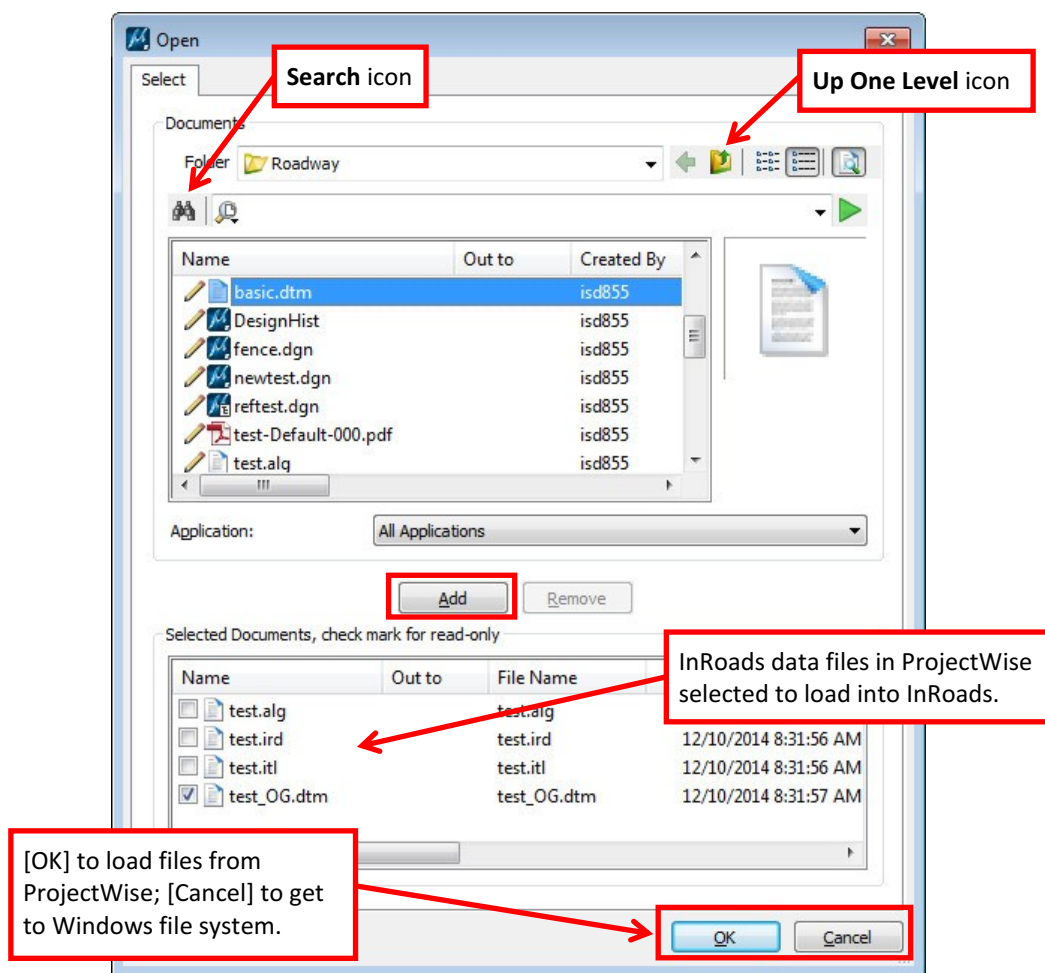 Open
Select
Search icon
Up One Level icon
Documents
Folder Roadway
Name Out to Created By
basic.dtm isd855
DesignHist isd855
fence.dgn isd855
newtest.dgn isd855
reftest.dgn isd855
test-Default-000.pdf isd855
test.alg isd855
Application: All Applications
Add Remove
Selected Documents, check mark for read-only
InRoads data files in ProjectWise
selected to load into InRoads.
Name Out to File Name
test.alg test.alg
test.ird test.ird 12/10/2014 8:31:56 AM
test.itl test.itl 12/10/2014 8:31:56 AM
test_OG.dtm test_OG.dtm 12/10/2014 8:31:57 AM
[OK] to load files from
ProjectWise; [Cancel] to get
to Windows file system.
OK Cancel